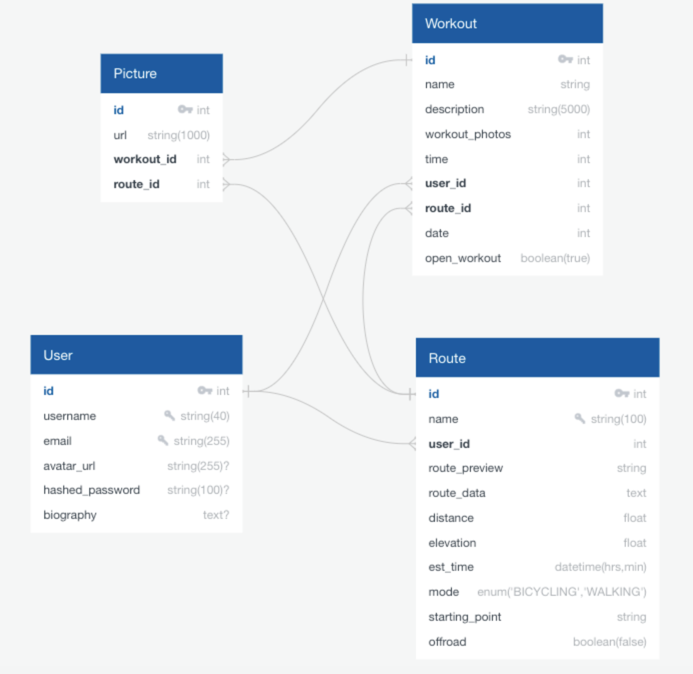 Picture
id int
url string(1000)
workout_id int
route_id int
Workout
id int
name string
description string(5000)
workout_photos int
time int
user_id int
route_id int
date int
open_workout boolean(true)
User
id int
username string(40)
email string(255)
avatar_url string(255)?
hashed_password string(100)?
biography text?
Route
id int
name string(100)
user_id int
route_preview string
route_data text
distance float
elevation float
est_time datetime(hrs,min)
mode enum('BICYCLING','WALKING')
starting_point string
offroad boolean(false)